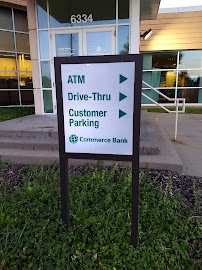 6334
ATM
Drive-Thru
Customer
Parking
Commerce Bank